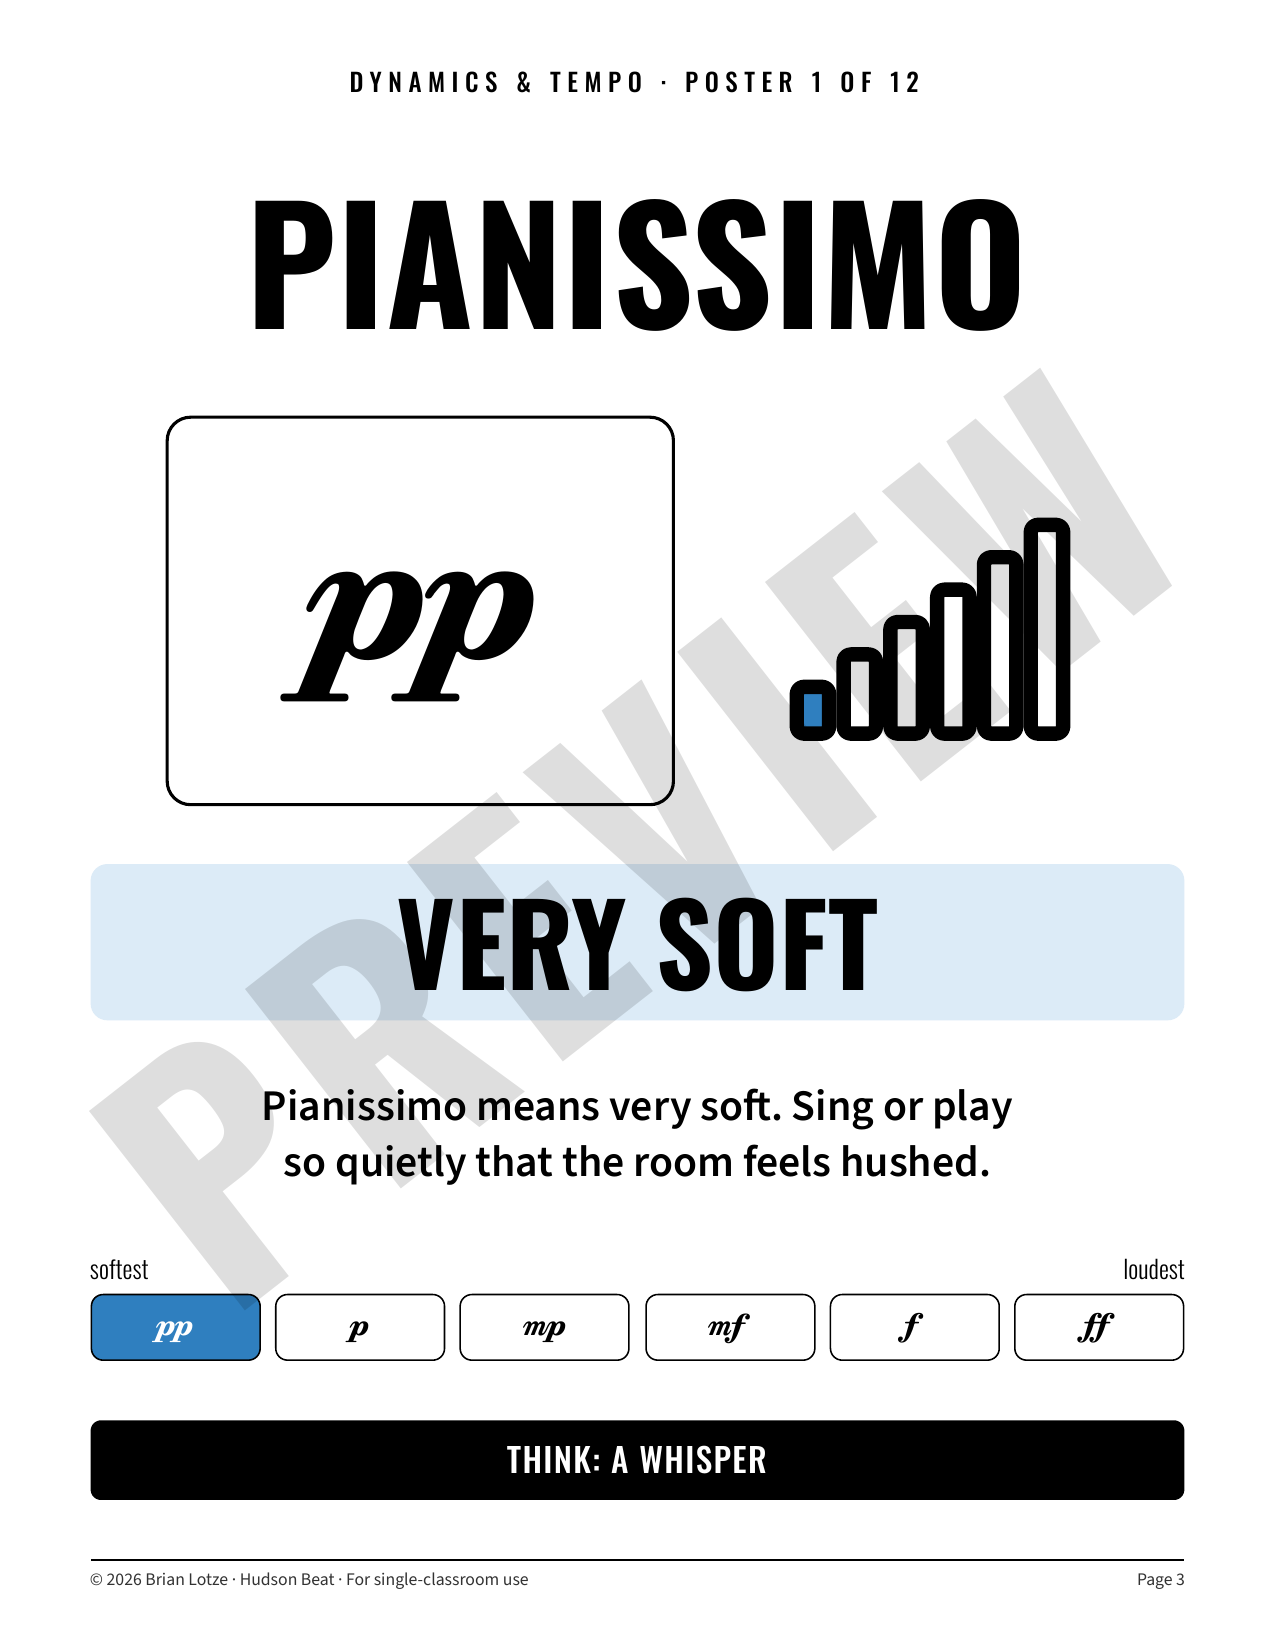 DYNAMICS & TEMPO · POSTER 1 OF 12
PIANISSIMO
pp
VERY SOFT
Pianissimo means very soft. Sing or play
so quietly that the room feels hushed.
softest loudest
pp p mp mf f ff
THINK: A WHISPER
© 2026 Brian Lotze · Hudson Beat · For single-classroom use Page 3
PREVIEW